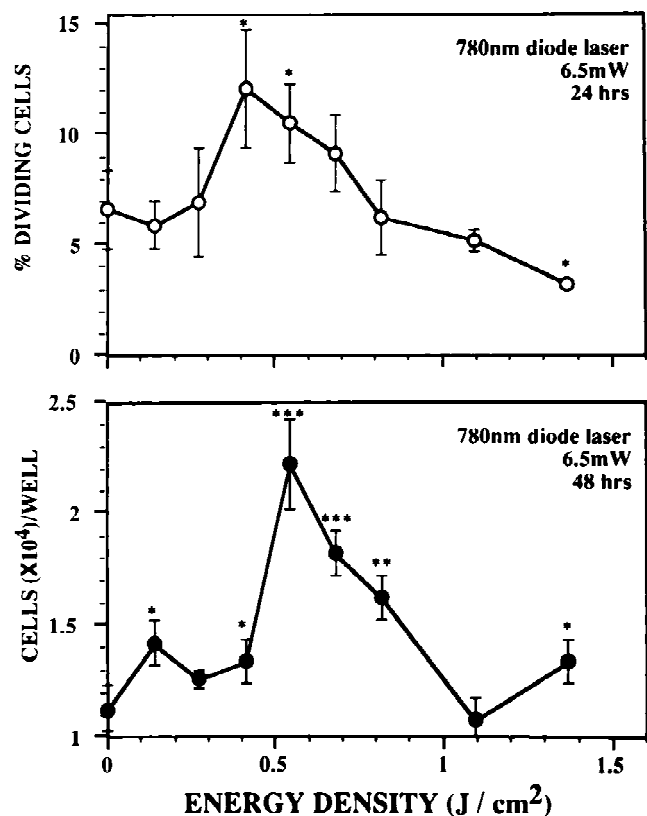 15
10
5
0
% DIVIDING CELLS
780nm diode laser
6.5mW
24 hrs
*
*
*
2.5
2
1.5
1
CELLS (X10⁴)/WELL
780nm diode laser
6.5mW
48 hrs
***
***
**
*
*
*
0
0.5
1
1.5
ENERGY DENSITY (J / cm²)